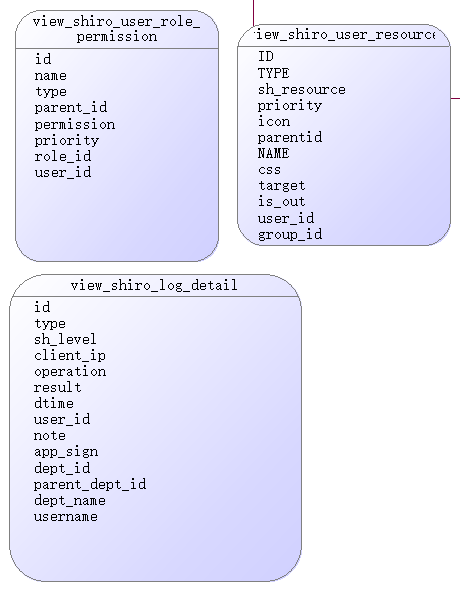 view_shiro_user_role_
permission
id
name
type
parent_id
permission
priority
role_id
user_id
iew_shiro_user_resource
ID
TYPE
sh_resource
priority
icon
parentid
NAME
css
target
is_out
user_id
group_id
view_shiro_log_detail
id
type
sh_level
client_ip
operation
result
dtime
user_id
note
app_sign
dept_id
parent_dept_id
dept_name
username